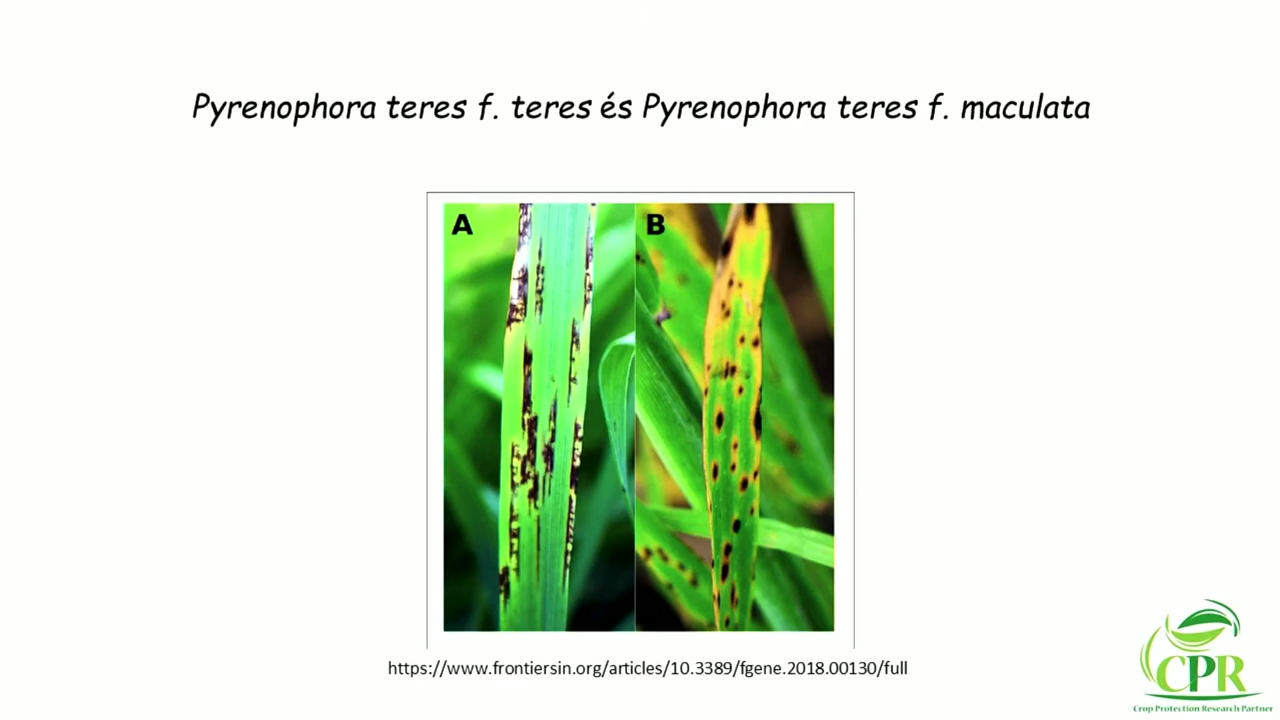 Pyrenophora teres f. teres és Pyrenophora teres f. maculata
A
B
https://www.frontiersin.org/articles/10.3389/fgene.2018.00130/full
CPR
Crop Protection Research Partner